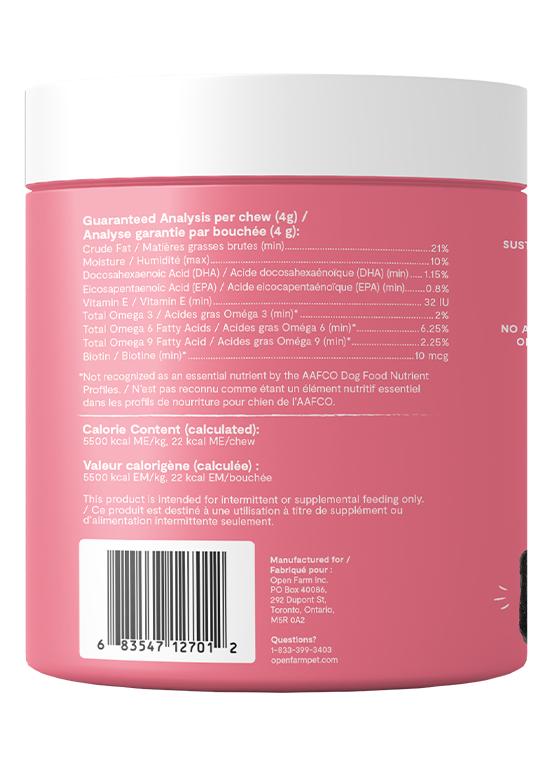 Guaranteed Analysis per chew (4g) /
Analyse garantie par bouchée (4 g):
Crude Fat / Matières grasses brutes (min)..........21%
Moisture / Humidité (max)..........10%
Docosahexaenoic Acid (DHA) / Acide docosahexaénoïque (DHA) (min)....1.15%
Eicosapentaenoic Acid (EPA) / Acide eicocapentaénoïque (EPA) (min)......0.8%
Vitamin E / Vitamin E (min)..........32 IU
Total Omega 3 / Acides gras Oméga 3 (min)*..........2%
Total Omega 6 Fatty Acids / Acides gras Oméga 6 (min)*..........6.25%
Total Omega 9 Fatty Acids / Acides gras Oméga 9 (min)*..........2.25%
Biotin / Biotine (min)*..........10 mcg
*Not recognized as an essential nutrient by the AAFCO Dog Food Nutrient
Profiles. / N'est pas reconnu comme étant un élément nutritif essentiel
dans les profils de nourriture pour chien de l'AAFCO.
Calorie Content (calculated):
5500 kcal ME/kg, 22 kcal ME/chew
Valeur calorigène (calculée) :
5500 kcal EM/kg, 22 kcal EM/bouchée
This product is intended for intermittent or supplemental feeding only.
/ Ce produit est destiné à une utilisation à titre de supplément ou
d'alimentation intermittente seulement.
6 83547 12701 2
Manufactured for /
Fabriqué pour :
Open Farm Inc.
PO Box 40086,
292 Dupont St,
Toronto, Ontario,
M5R 0A2
Questions?
1-833-399-3403
openfarmpet.com
SUST
NO A